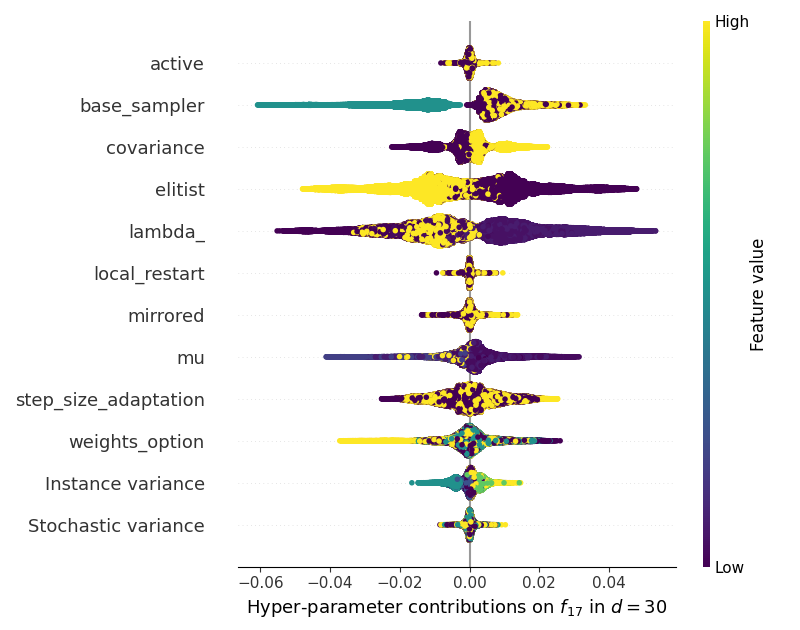 High
active
base_sampler
covariance
elitist
lambda_
local_restart
mirrored
mu
step_size_adaptation
weights_option
Instance variance
Stochastic variance
Feature value
Low
−0.06 −0.04 −0.02 0.00 0.02 0.04
Hyper-parameter contributions on f₁₇ in d = 30